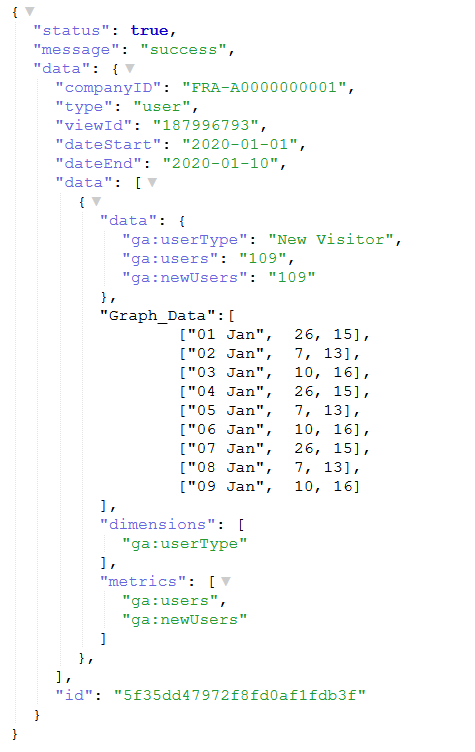 {
"status": true,
"message": "success",
"data": {
"companyID": "FRA-A0000000001",
"type": "user",
"viewId": "187996793",
"dateStart": "2020-01-01",
"dateEnd": "2020-01-10",
"data": [
{
"data": {
"ga:userType": "New Visitor",
"ga:users": "109",
"ga:newUsers": "109"
},
"Graph_Data":[
["01 Jan", 26, 15],
["02 Jan", 7, 13],
["03 Jan", 10, 16],
["04 Jan", 26, 15],
["05 Jan", 7, 13],
["06 Jan", 10, 16],
["07 Jan", 26, 15],
["08 Jan", 7, 13],
["09 Jan", 10, 16]
],
"dimensions": [
"ga:userType"
],
"metrics": [
"ga:users",
"ga:newUsers"
]
},
],
"id": "5f35dd47972f8fd0af1fdb3f"
}
}